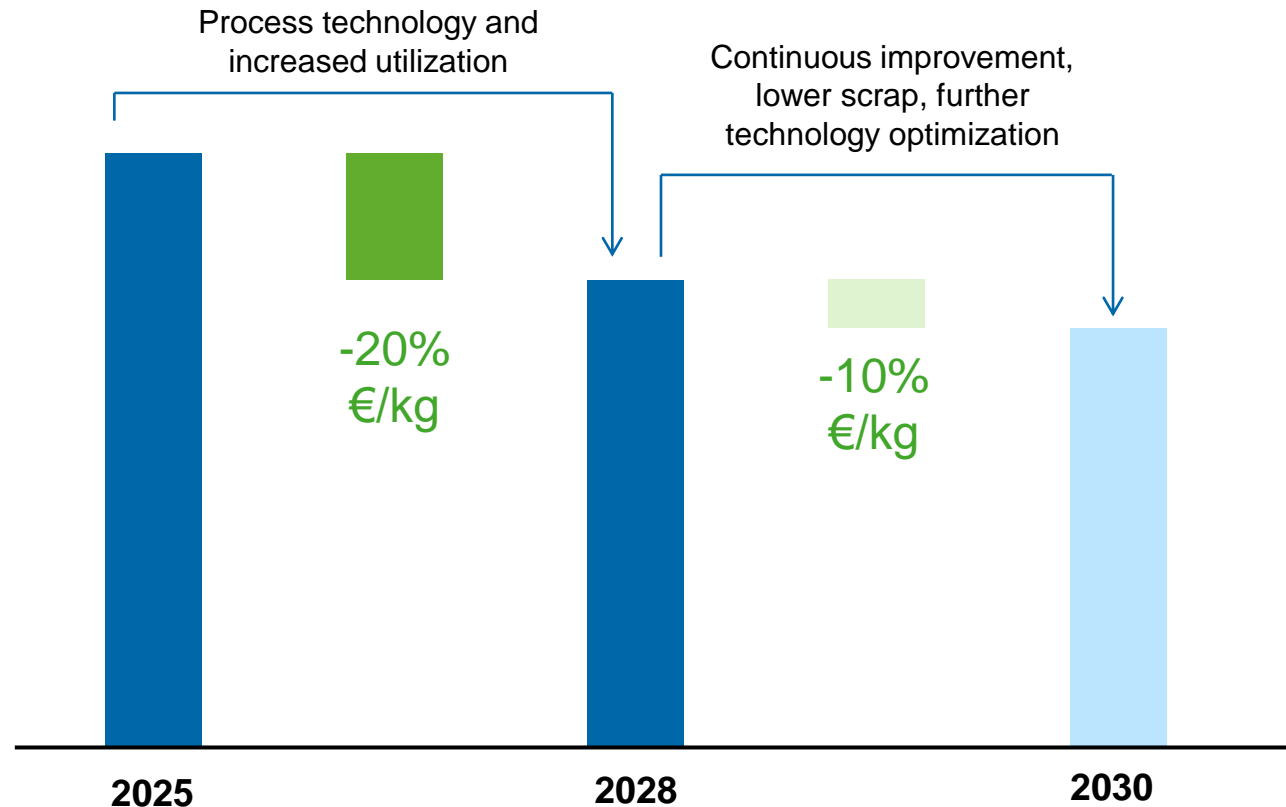 Process technology and
increased utilization
Continuous improvement,
lower scrap, further
technology optimization
-20%
€/kg
-10%
€/kg
2025
2028
2030